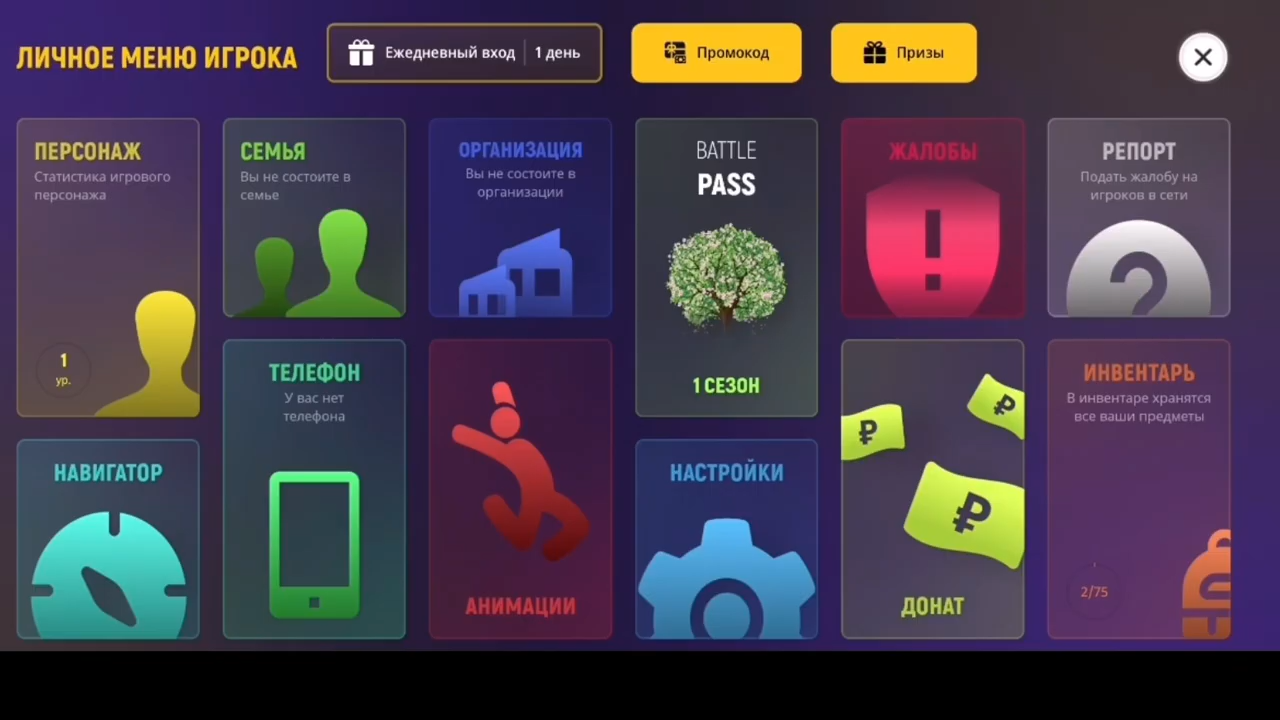 ЛИЧНОЕ МЕНЮ ИГРОКА
Ежедневный вход | 1 день
Промокод
Призы
ПЕРСОНАЖ
Статистика игрового
персонажа
1
ур.
СЕМЬЯ
Вы не состоите в
семье
ОРГАНИЗАЦИЯ
Вы не состоите в
организации
BATTLE
PASS
1 СЕЗОН
ЖАЛОБЫ
РЕПОРТ
Подать жалобу на
игроков в сети
НАВИГАТОР
ТЕЛЕФОН
У вас нет
телефона
АНИМАЦИИ
НАСТРОЙКИ
₽
₽
₽
ДОНАТ
ИНВЕНТАРЬ
В инвентаре хранятся
все ваши предметы
2/75